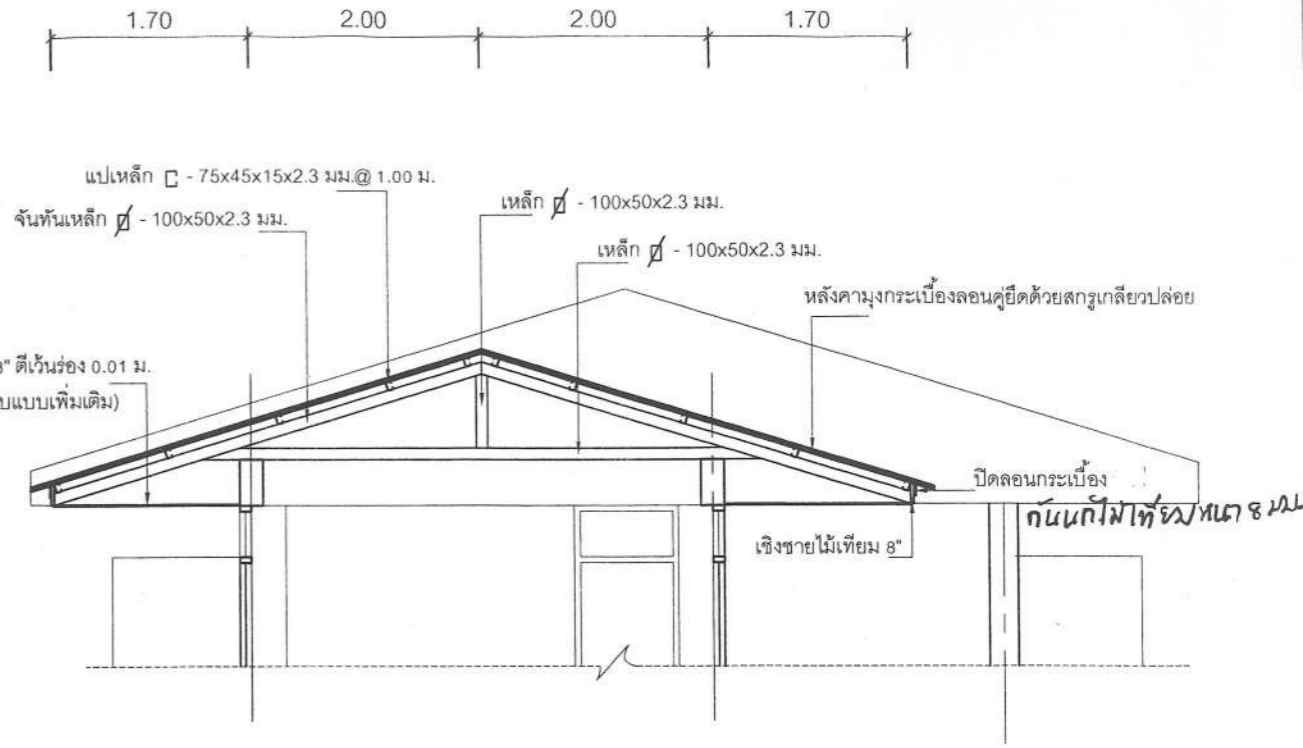 1.70 2.00 2.00 1.70
แปเหล็ก - 75x45x15x2.3 มม.@ 1.00 ม.
จันทันเหล็ก - 100x50x2.3 มม.
เหล็ก - 100x50x2.3 มม.
เหล็ก - 100x50x2.3 มม.
หลังคามุงกระเบื้องลอนคู่ยึดด้วยสกรูเกลียวปล่อย
8" ตีเว้นร่อง 0.01 ม.
บแบบเพิ่มเติม)
ปิดลอนกระเบื้อง
กันนกไม้เทียมหนา 8 มม
เชิงชายไม้เทียม 8"